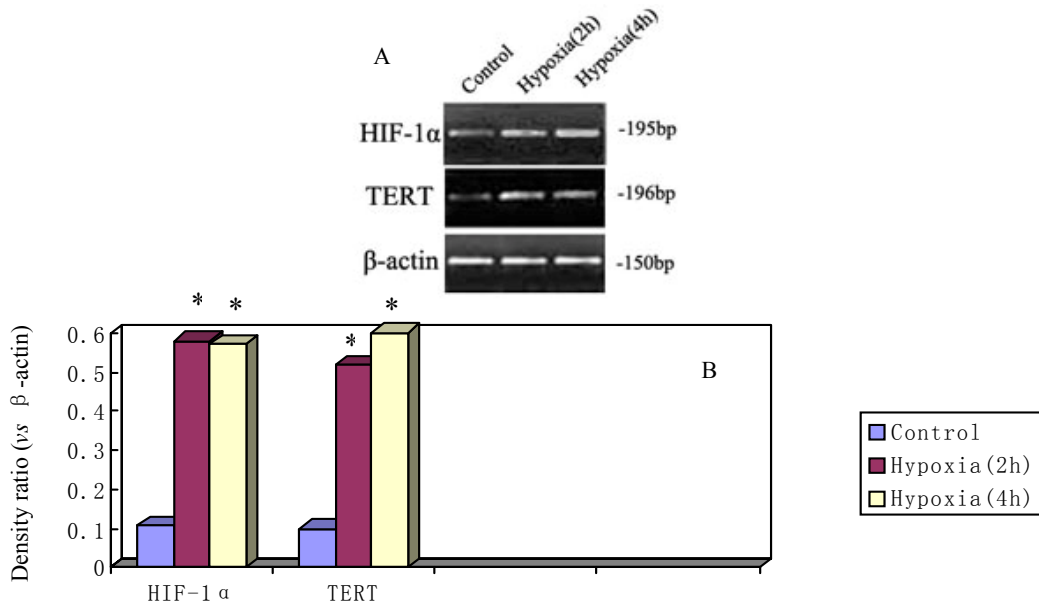 A
Control Hypoxia(2h) Hypoxia(4h)
HIF-1α -195bp
TERT -196bp
β-actin -150bp
* * * *
B
Density ratio (vs β-actin)
0.6
0.5
0.4
0.3
0.2
0.1
0
HIF-1α TERT
Control
Hypoxia(2h)
Hypoxia(4h)